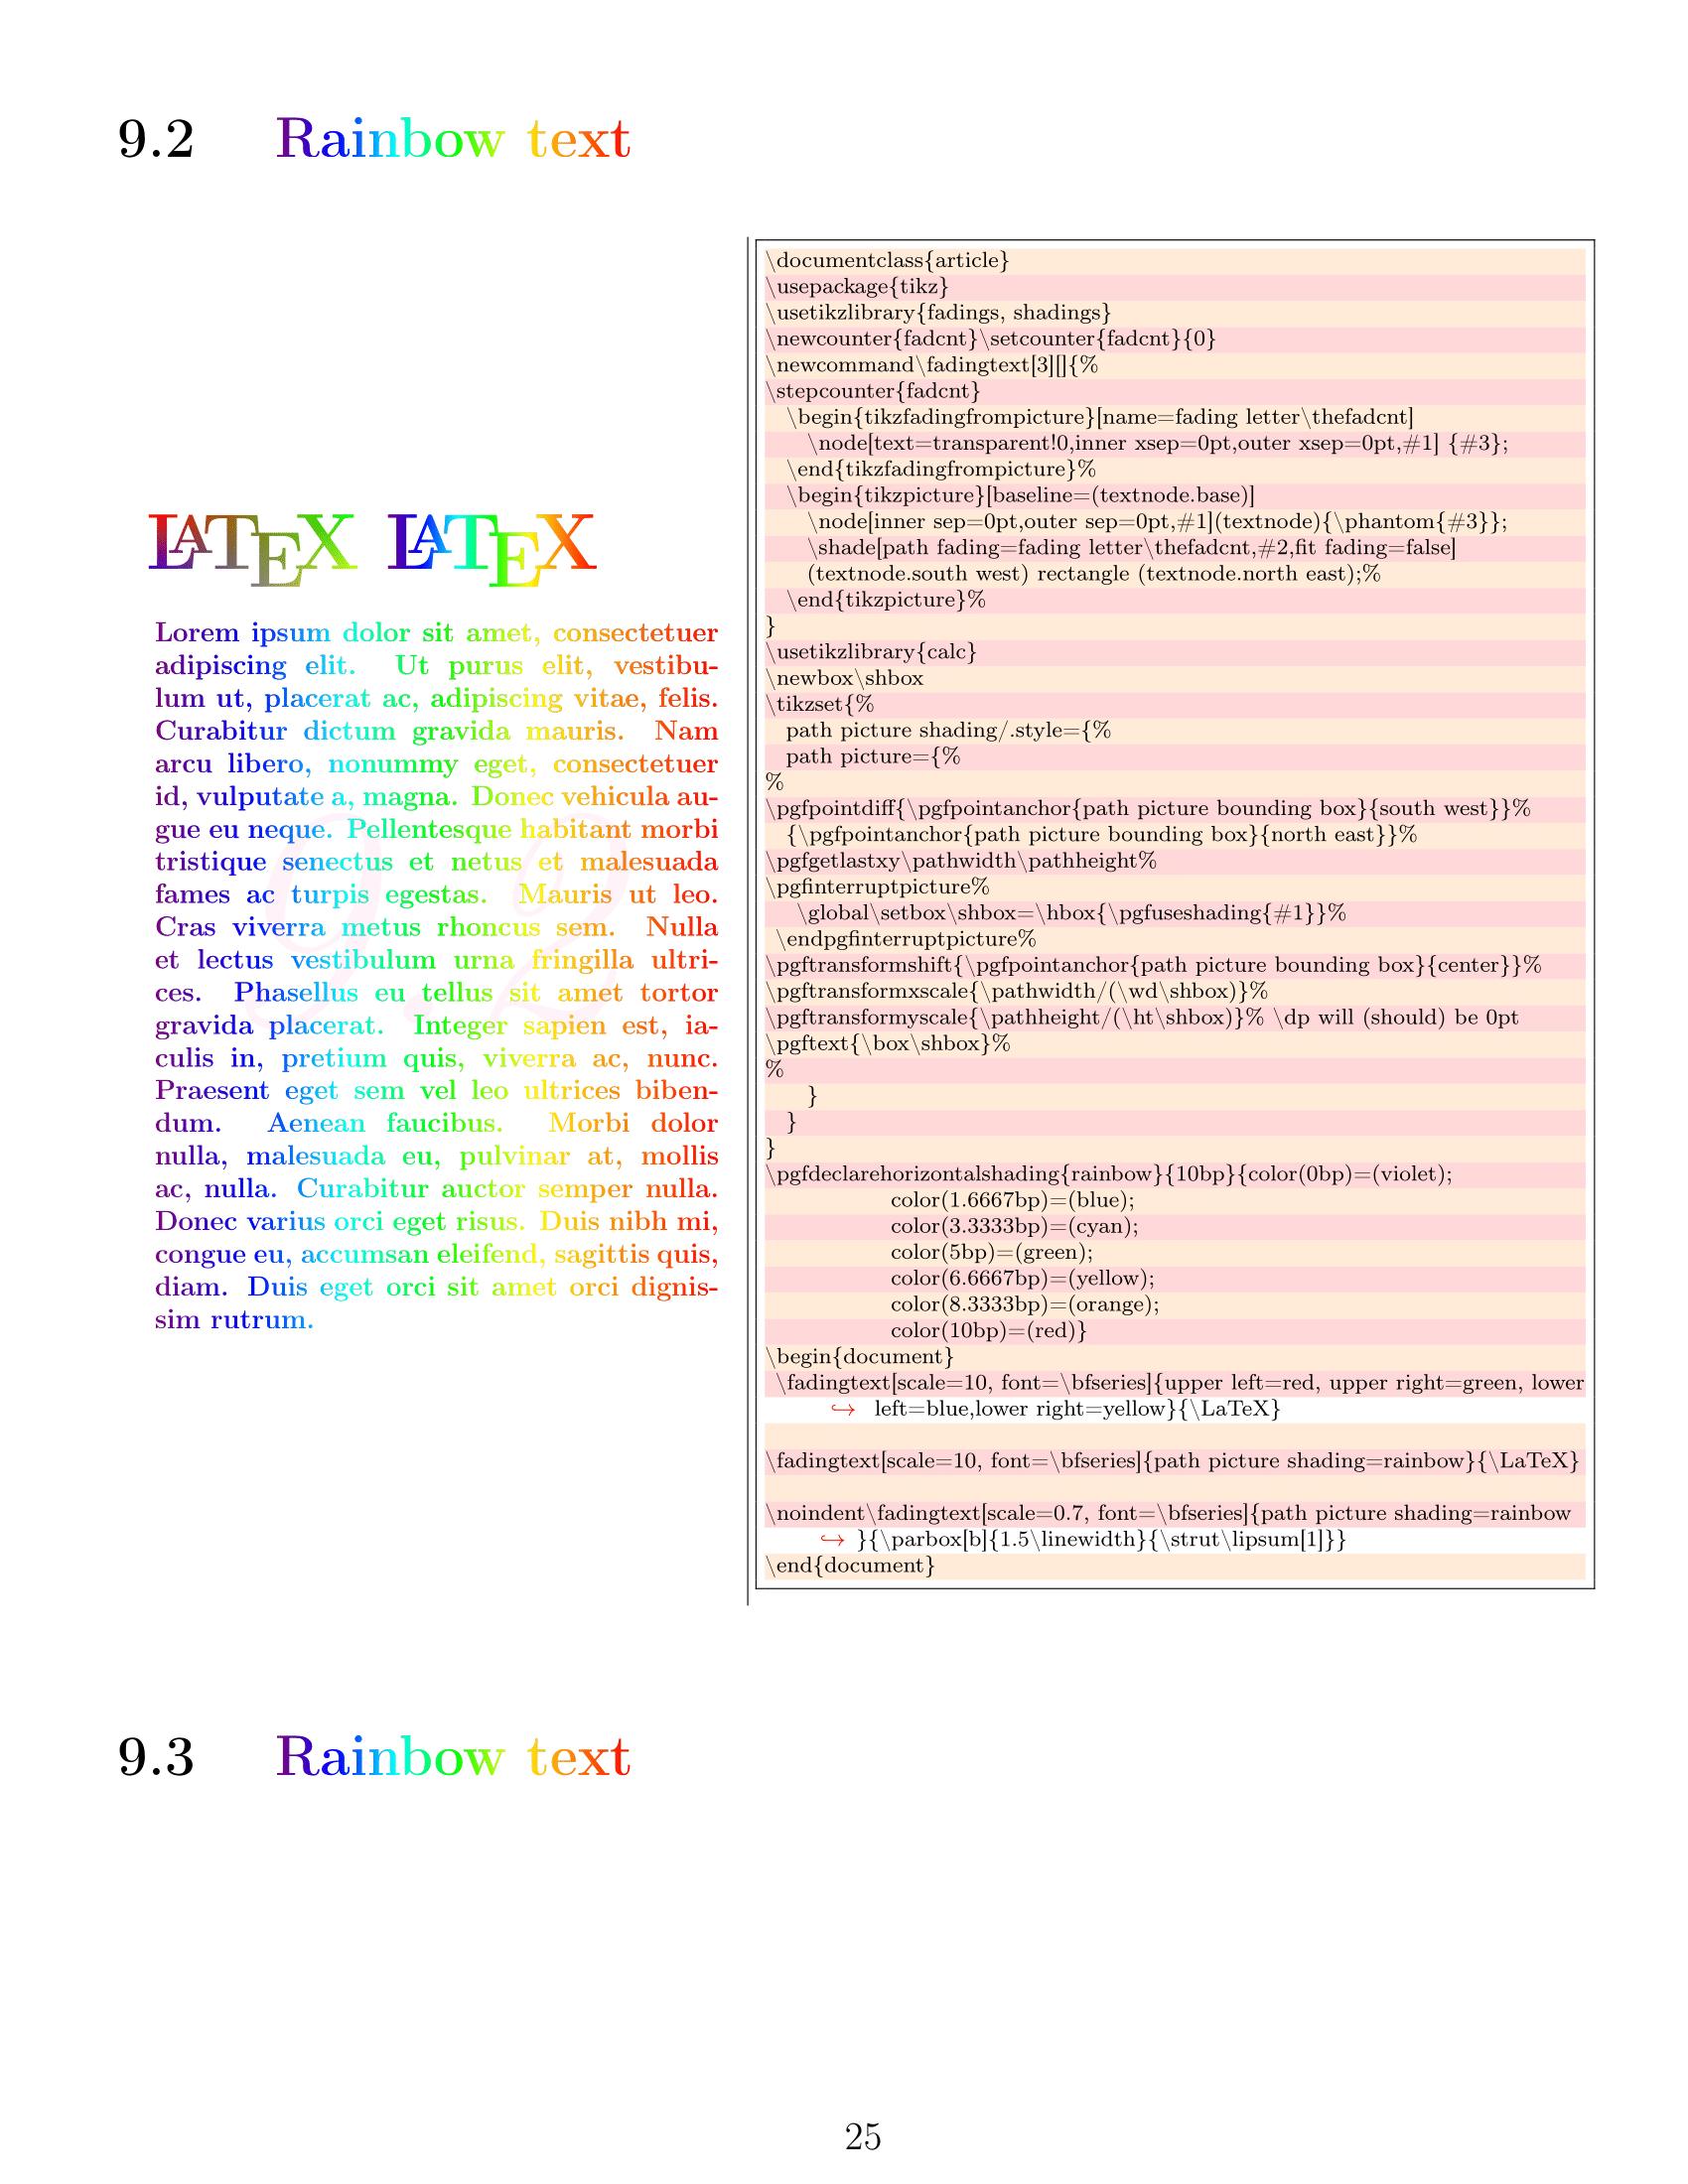 9.2 Rainbow text
LATEX LATEX
Lorem ipsum dolor sit amet, consectetuer
adipiscing elit. Ut purus elit, vestibu-
lum ut, placerat ac, adipiscing vitae, felis.
Curabitur dictum gravida mauris. Nam
arcu libero, nonummy eget, consectetuer
id, vulputate a, magna. Donec vehicula au-
gue eu neque. Pellentesque habitant morbi
tristique senectus et netus et malesuada
fames ac turpis egestas. Mauris ut leo.
Cras viverra metus rhoncus sem. Nulla
et lectus vestibulum urna fringilla ultri-
ces. Phasellus eu tellus sit amet tortor
gravida placerat. Integer sapien est, ia-
culis in, pretium quis, viverra ac, nunc.
Praesent eget sem vel leo ultrices biben-
dum. Aenean faucibus. Morbi dolor
nulla, malesuada eu, pulvinar at, mollis
ac, nulla. Curabitur auctor semper nulla.
Donec varius orci eget risus. Duis nibh mi,
congue eu, accumsan eleifend, sagittis quis,
diam. Duis eget orci sit amet orci dignis-
sim rutrum.
9.2
\documentclass{article}
\usepackage{tikz}
\usetikzlibrary{fadings, shadings}
\newcounter{fadcnt}\setcounter{fadcnt}{0}
\newcommand\fadingtext[3][]{%
\stepcounter{fadcnt}
\begin{tikzfadingfrompicture}[name=fading letter\thefadcnt]
\node[text=transparent!0,inner xsep=0pt,outer xsep=0pt,#1] {#3};
\end{tikzfadingfrompicture}%
\begin{tikzpicture}[baseline=(textnode.base)]
\node[inner sep=0pt,outer sep=0pt,#1](textnode){\phantom{#3}};
\shade[path fading=fading letter\thefadcnt,#2,fit fading=false]
(textnode.south west) rectangle (textnode.north east);%
\end{tikzpicture}%
}
\usetikzlibrary{calc}
\newbox\shbox
\tikzset{%
path picture shading/.style={%
path picture={%
%
\pgfpointdiff{\pgfpointanchor{path picture bounding box}{south west}}%
{\pgfpointanchor{path picture bounding box}{north east}}%
\pgfgetlastxy\pathwidth\pathheight%
\pgfinterruptpicture%
\global\setbox\shbox=\hbox{\pgfuseshading{#1}}%
\endpgfinterruptpicture%
\pgftransformshift{\pgfpointanchor{path picture bounding box}{center}}%
\pgftransformxscale{\pathwidth/(\wd\shbox)}%
\pgftransformyscale{\pathheight/(\ht\shbox)}% \dp will (should) be 0pt
\pgftext{\box\shbox}%
%
}
}
}
\pgfdeclarehorizontalshading{rainbow}{10bp}{color(0bp)=(violet);
color(1.6667bp)=(blue);
color(3.3333bp)=(cyan);
color(5bp)=(green);
color(6.6667bp)=(yellow);
color(8.3333bp)=(orange);
color(10bp)=(red)}
\begin{document}
\fadingtext[scale=10, font=\bfseries]{upper left=red, upper right=green, lower
↪ left=blue,lower right=yellow}{\LaTeX}
\fadingtext[scale=10, font=\bfseries]{path picture shading=rainbow}{\LaTeX}
\noindent\fadingtext[scale=0.7, font=\bfseries]{path picture shading=rainbow
↪ }{\parbox[b]{1.5\linewidth}{\strut\lipsum[1]}}
\end{document}
9.3 Rainbow text
25